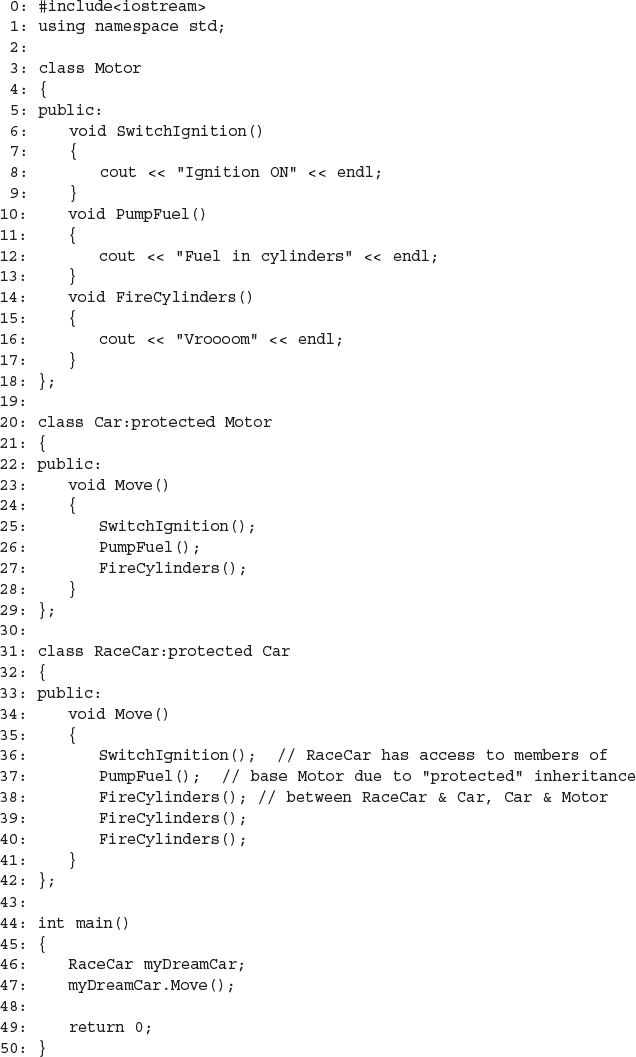 0: #include<iostream>
1: using namespace std;
2:
3: class Motor
4: {
5: public:
6:    void SwitchIgnition()
7:    {
8:       cout << "Ignition ON" << endl;
9:    }
10:    void PumpFuel()
11:    {
12:       cout << "Fuel in cylinders" << endl;
13:    }
14:    void FireCylinders()
15:    {
16:       cout << "Vroooom" << endl;
17:    }
18: };
19:
20: class Car:protected Motor
21: {
22: public:
23:    void Move()
24:    {
25:       SwitchIgnition();
26:       PumpFuel();
27:       FireCylinders();
28:    }
29: };
30:
31: class RaceCar:protected Car
32: {
33: public:
34:    void Move()
35:    {
36:       SwitchIgnition();  // RaceCar has access to members of
37:       PumpFuel();  // base Motor due to "protected" inheritance
38:       FireCylinders(); // between RaceCar & Car, Car & Motor
39:       FireCylinders();
40:       FireCylinders();
41:    }
42: };
43:
44: int main()
45: {
46:    RaceCar myDreamCar;
47:    myDreamCar.Move();
48:
49:    return 0;
50: }